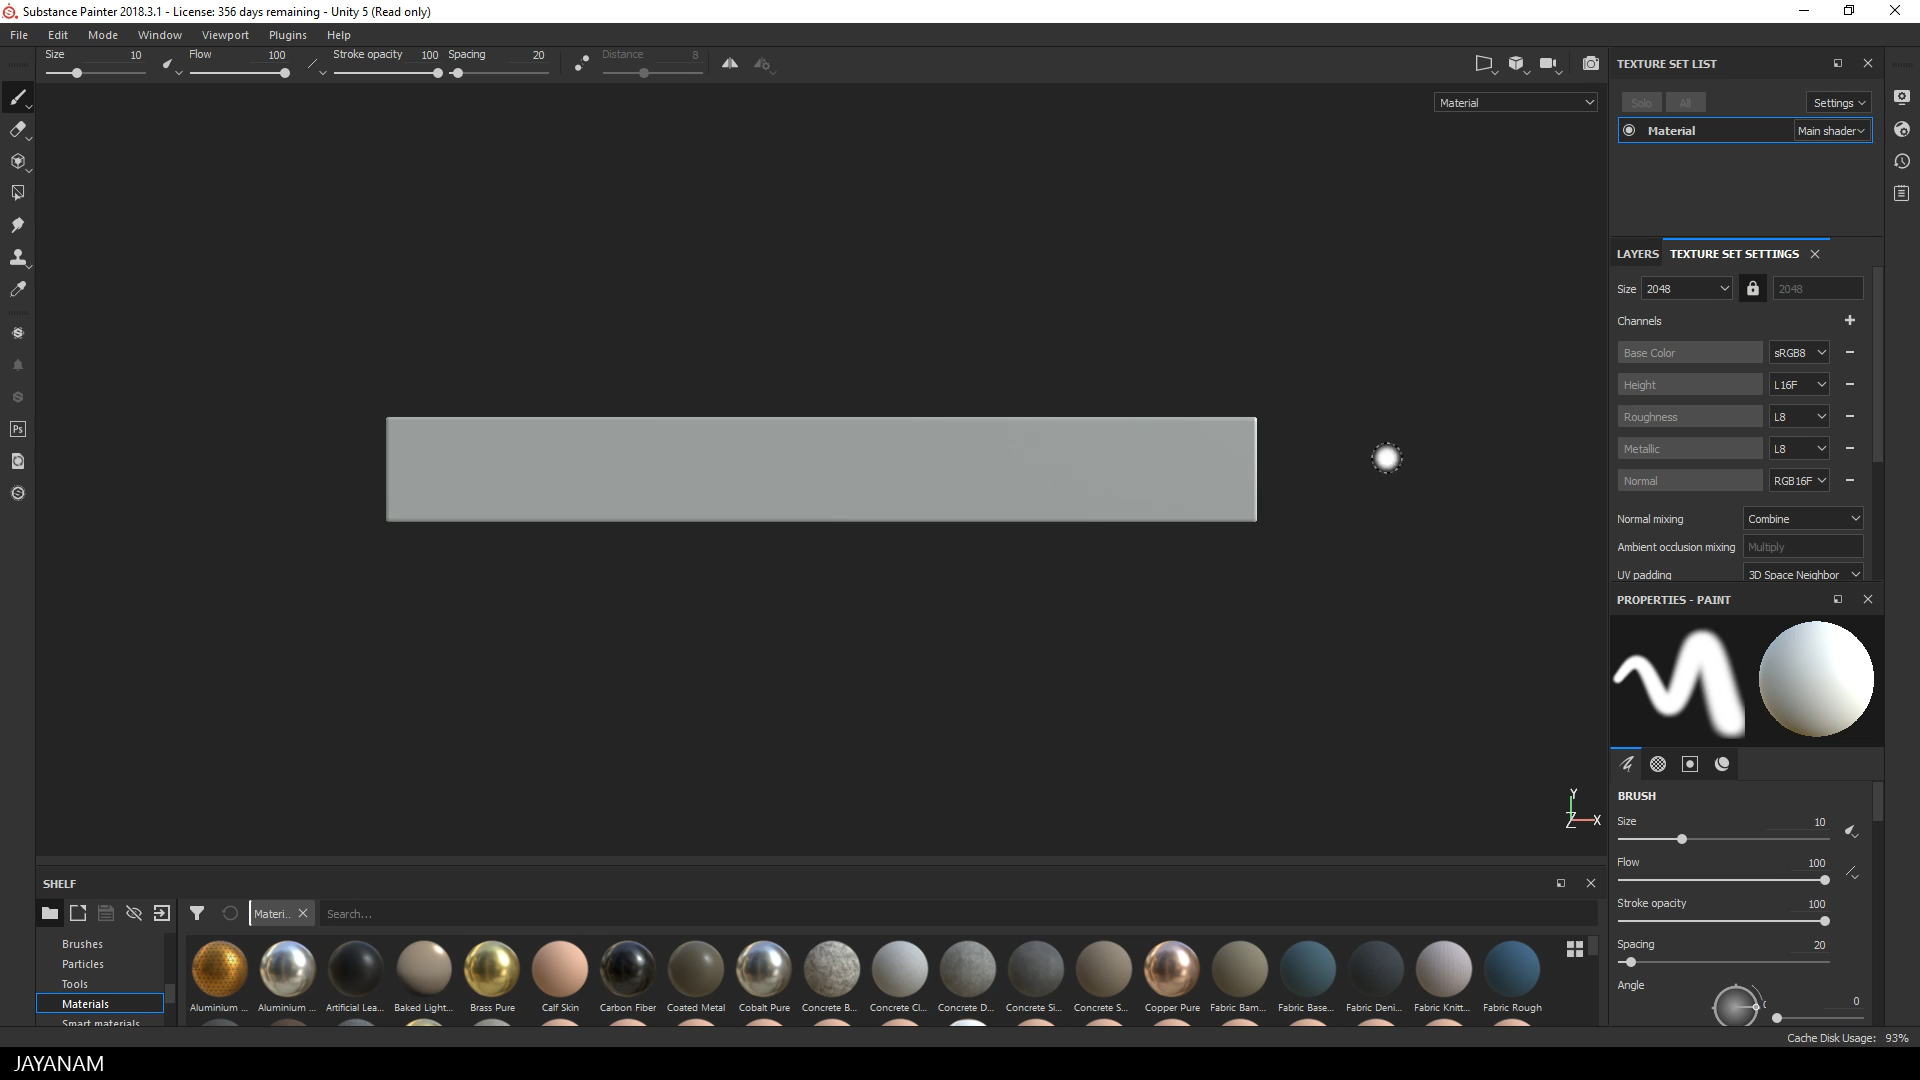 Substance Painter 2018.3.1 - License: 356 days remaining - Unity 5 (Read only)
File Edit Mode Window Viewport Plugins Help
Size 10 Flow 100 Stroke opacity 100 Spacing 20 Distance 8
Material
TEXTURE SET LIST
Solo All Settings
Material Main shader
LAYERS TEXTURE SET SETTINGS
Size 2048 2048
Channels
Base Color sRGB8
Height L16F
Roughness L8
Metallic L8
Normal RGB16F
Normal mixing Combine
Ambient occlusion mixing Multiply
UV padding 3D Space Neighbor
PROPERTIES - PAINT
BRUSH
Size 10
Flow 100
Stroke opacity 100
Spacing 20
Angle 0
Ps
Y
Z X
SHELF
Materi.. Search...
Brushes
Particles
Tools
Materials
Smart materials
Aluminium ... Aluminium ... Artificial Lea... Baked Light... Brass Pure Calf Skin Carbon Fiber Coated Metal Cobalt Pure Concrete B... Concrete Cl... Concrete D... Concrete Si... Concrete S... Copper Pure Fabric Bam... Fabric Base... Fabric Deni... Fabric Knitt... Fabric Rough
Cache Disk Usage: 93%
JAYANAM